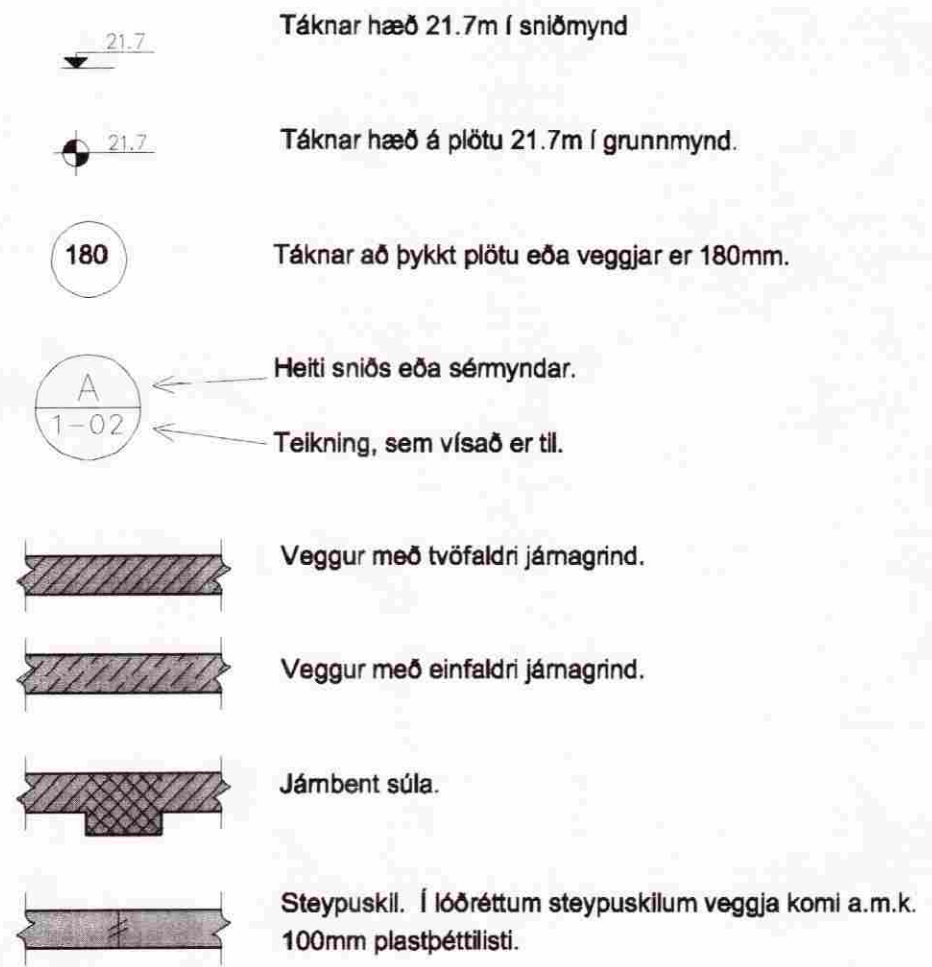 21.7
Táknar hæð 21.7m í sniðmynd
21.7
Táknar hæð á plötu 21.7m í grunnmynd.
180
Táknar að þykkt plötu eða veggjar er 180mm.
A
1-02
Heiti sniðs eða sérmyndar.
Teikning, sem vísað er til.
Veggur með tvöfaldri járnagrind.
Veggur með einfaldri járnagrind.
Járnbent súla.
Steypuskil. Í lóðréttum steypuskilum veggja komi a.m.k.
100mm plastþéttilisti.